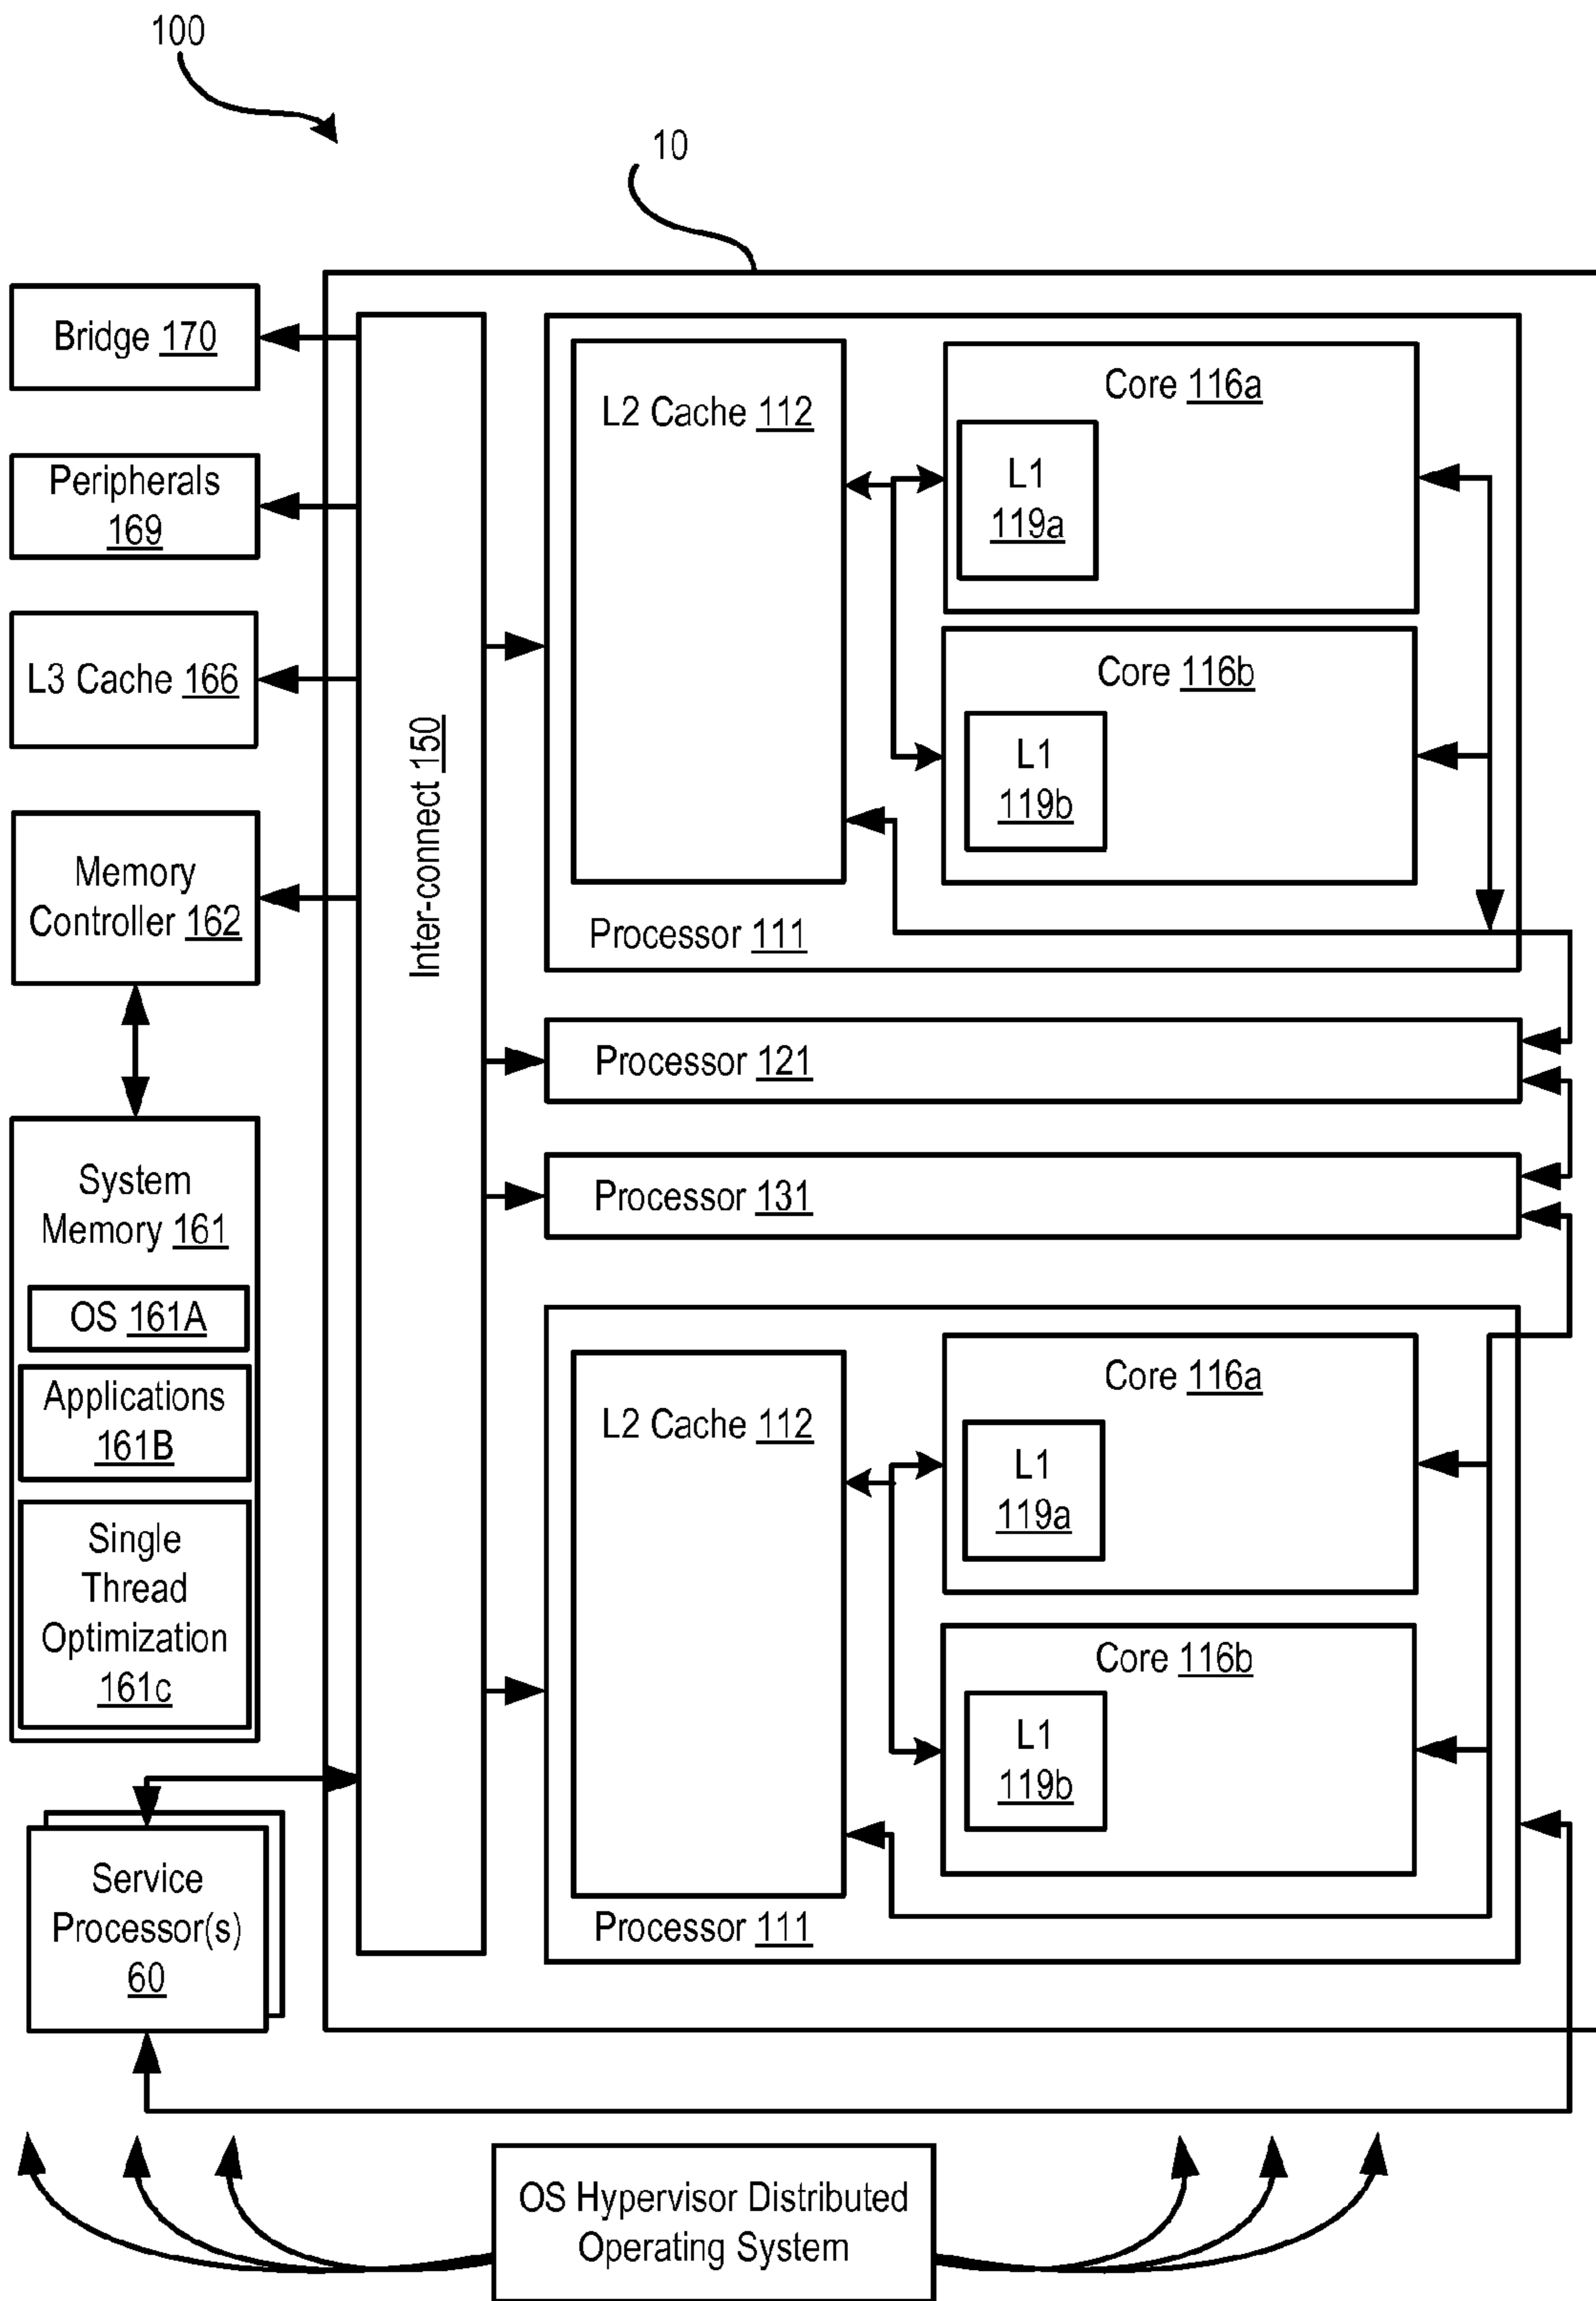 100
10
Bridge 170
Peripherals
169
L3 Cache 166
Memory
Controller 162
System
Memory 161
OS 161A
Applications
161B
Single
Thread
Optimization
161c
Service
Processor(s)
60
Inter-connect 150
L2 Cache 112
Core 116a
L1
119a
Core 116b
L1
119b
Processor 111
Processor 121
Processor 131
L2 Cache 112
Core 116a
L1
119a
Core 116b
L1
119b
Processor 111
OS Hypervisor Distributed
Operating System